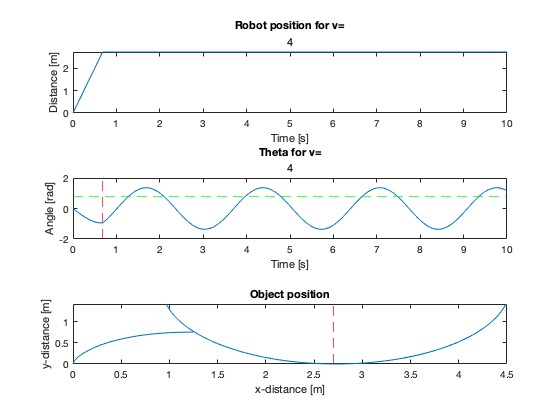 Robot position for v=
4
Distance [m]
2
1
0
0 1 2 3 4 5 6 7 8 9 10
Time [s]
Theta for v=
4
Angle [rad]
2
0
-2
0 1 2 3 4 5 6 7 8 9 10
Time [s]
Object position
y-distance [m]
1
0.5
0
0 0.5 1 1.5 2 2.5 3 3.5 4 4.5
x-distance [m]